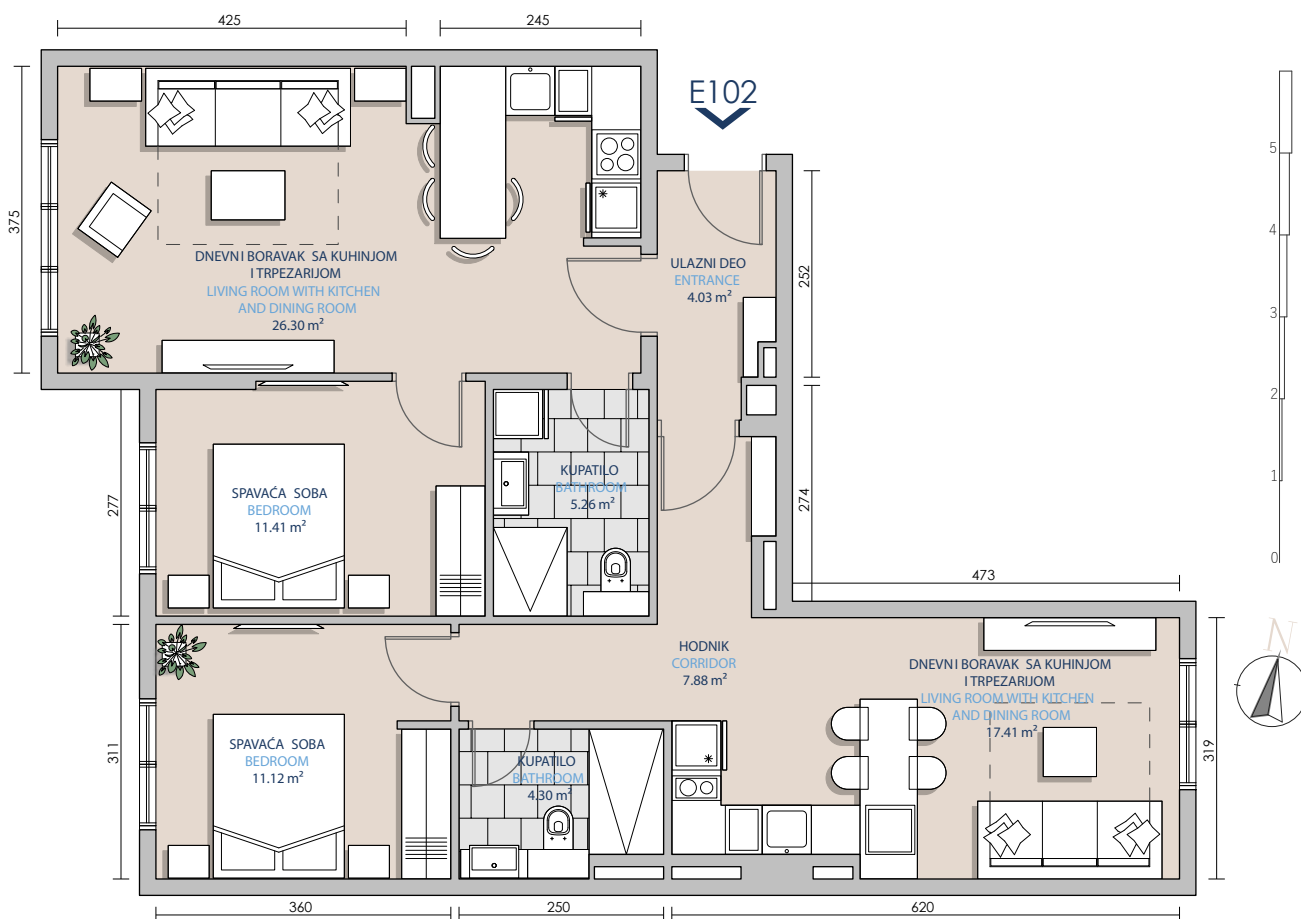 425
245
E102
375
DNEVNI BORAVAK SA KUHINJOM
I TRPEZARIJOM
LIVING ROOM WITH KITCHEN
AND DINING ROOM
26.30 m²
ULAZNI DEO
ENTRANCE
4.03 m²
252
5
4
3
2
1
0
277
SPAVAĆA SOBA
BEDROOM
11.41 m²
KUPATILO
BATHROOM
5.26 m²
274
473
N
HODNIK
CORRIDOR
7.88 m²
DNEVNI BORAVAK SA KUHINJOM
I TRPEZARIJOM
LIVING ROOM WITH KITCHEN
AND DINING ROOM
17.41 m²
311
SPAVAĆA SOBA
BEDROOM
11.12 m²
KUPATILO
BATHROOM
4.30 m²
319
360
250
620